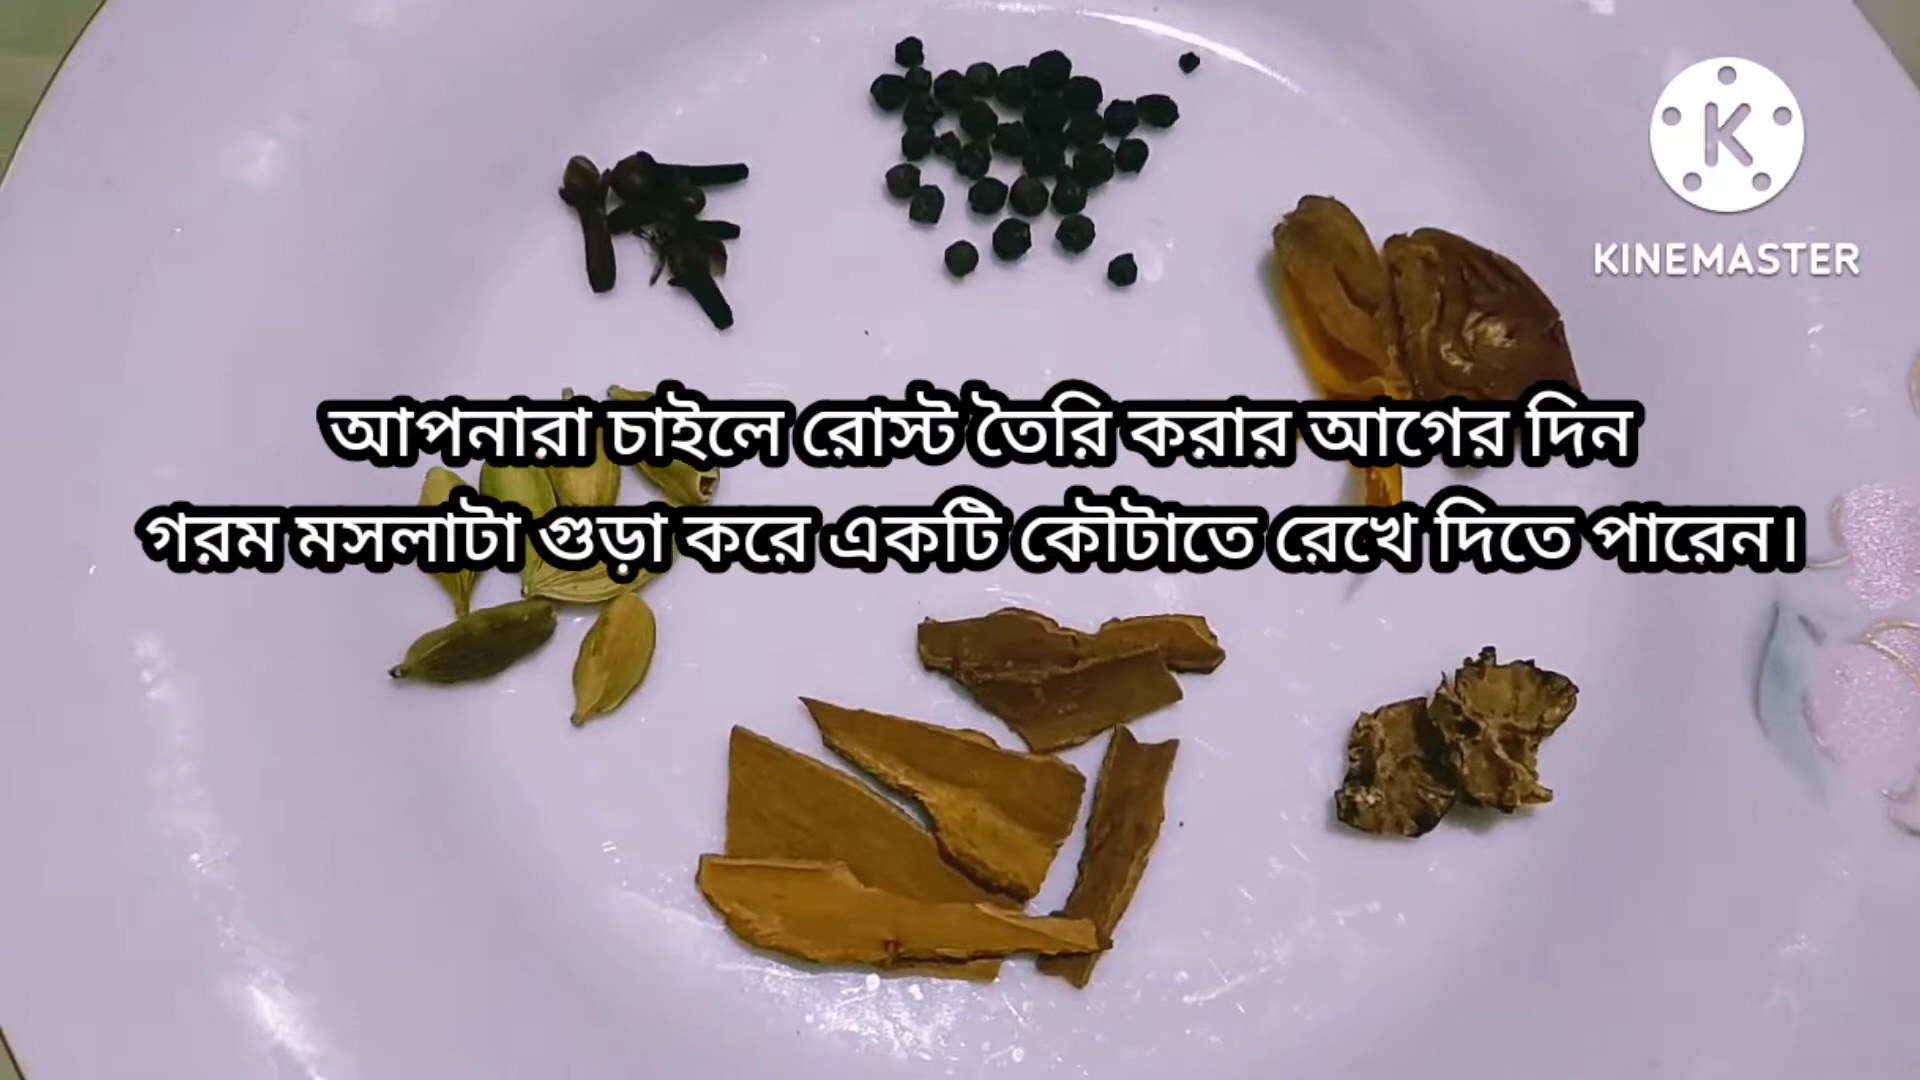 K
KINEMASTER
আপনারা চাইলে রোস্ট তৈরি করার আগের দিন
গরম মসলাটা গুড়া করে একটি কৌটাতে রেখে দিতে পারেন।